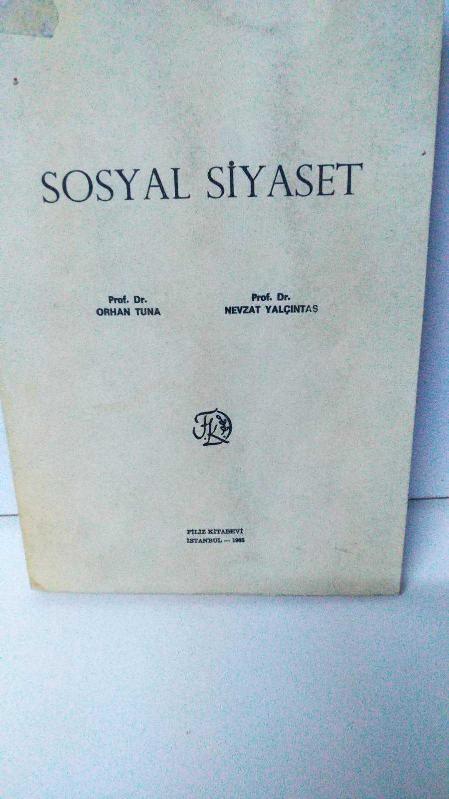 SOSYAL SİYASET
Prof. Dr.
ORHAN TUNA
Prof. Dr.
NEVZAT YALÇINTAŞ
FİLİZ KİTABEVİ
İSTANBUL —